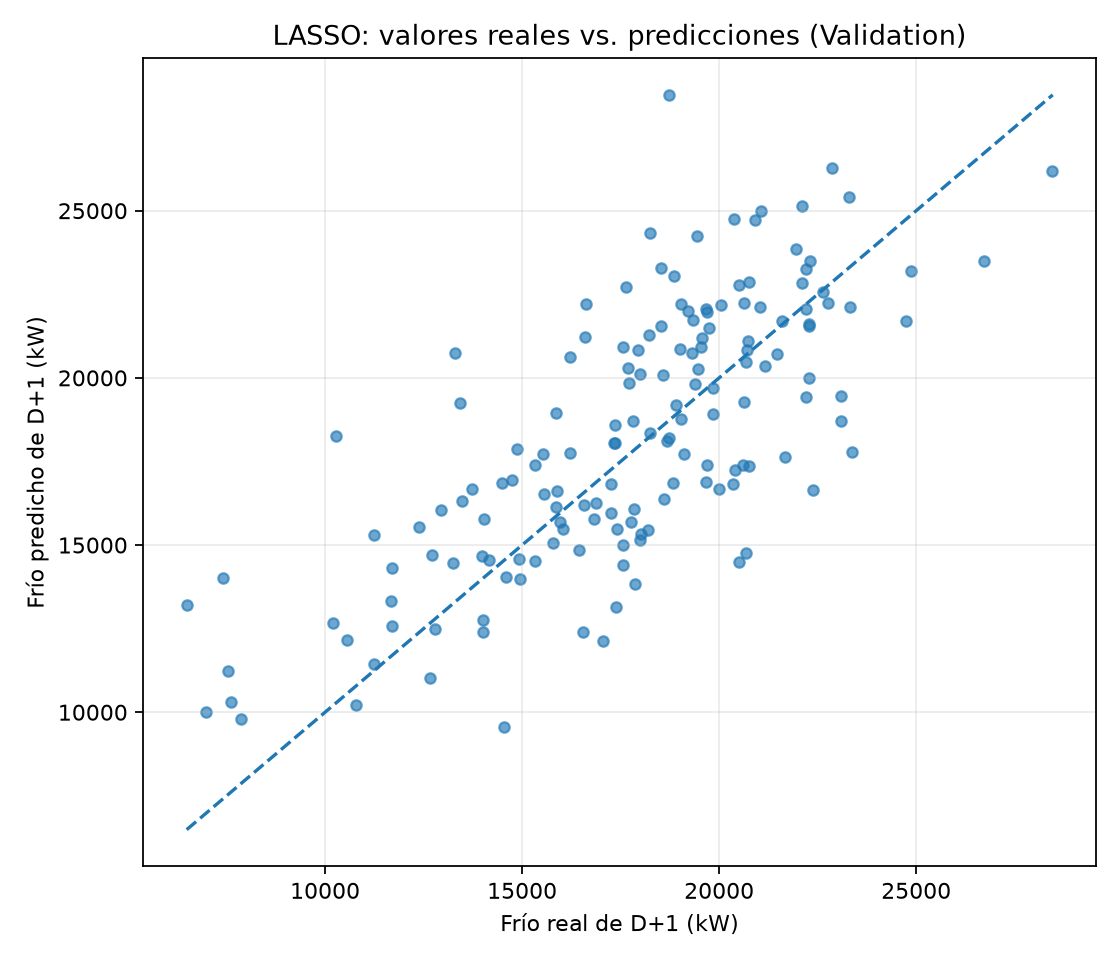 LASSO: valores reales vs. predicciones (Validation)
Frío predicho de D+1 (kW)
25000
20000
15000
10000
10000 15000 20000 25000
Frío real de D+1 (kW)